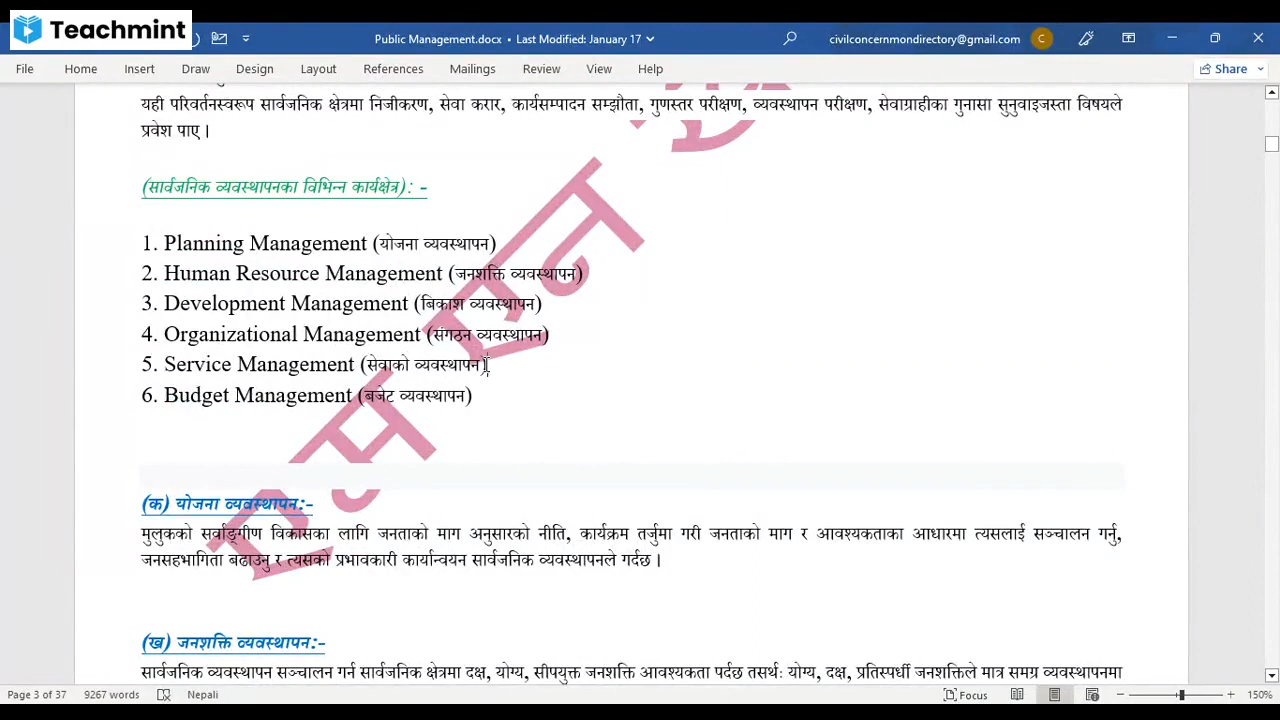 Teachmint
Public Management.docx • Last Modified: January 17
civilconcernmondirectory@gmail.com
C
File Home Insert Draw Design Layout References Mailings Review View Help Share
यही परिवर्तनस्वरूप सार्वजनिक क्षेत्रमा निजीकरण, सेवा करार, कार्यसम्पादन सम्झौता, गुणस्तर परीक्षण, व्यवस्थापन परीक्षण, सेवाग्राहीका गुनासा सुनुवाइजस्ता विषयले
प्रवेश पाए ।
(सार्वजनिक व्यवस्थापनका विभिन्न कार्यक्षेत्र): -
1. Planning Management (योजना व्यवस्थापन)
2. Human Resource Management (जनशक्ति व्यवस्थापन)
3. Development Management (बिकाश व्यवस्थापन)
4. Organizational Management (संगठन व्यवस्थापन)
5. Service Management (सेवाको व्यवस्थापन)
6. Budget Management (बजेट व्यवस्थापन)
(क) योजना व्यवस्थापन:-
मुलुकको सर्वाङ्गीण विकासका लागि जनताको माग अनुसारको नीति, कार्यक्रम तर्जुमा गरी जनताको माग र आवश्यकताका आधारमा त्यसलाई सञ्चालन गर्नु,
जनसहभागिता बढाउनु र त्यसको प्रभावकारी कार्यान्वयन सार्वजनिक व्यवस्थापनले गर्दछ ।
(ख) जनशक्ति व्यवस्थापन:-
सार्वजनिक व्यवस्थापन सञ्चालन गर्न सार्वजनिक क्षेत्रमा दक्ष, योग्य, सीपयुक्त जनशक्ति आवश्यकता पर्दछ तसर्थः योग्य, दक्ष, प्रतिस्पर्धी जनशक्तिले मात्र समग्र व्यवस्थापनमा
एम एन
Page 3 of 37 9267 words Nepali Focus 150%